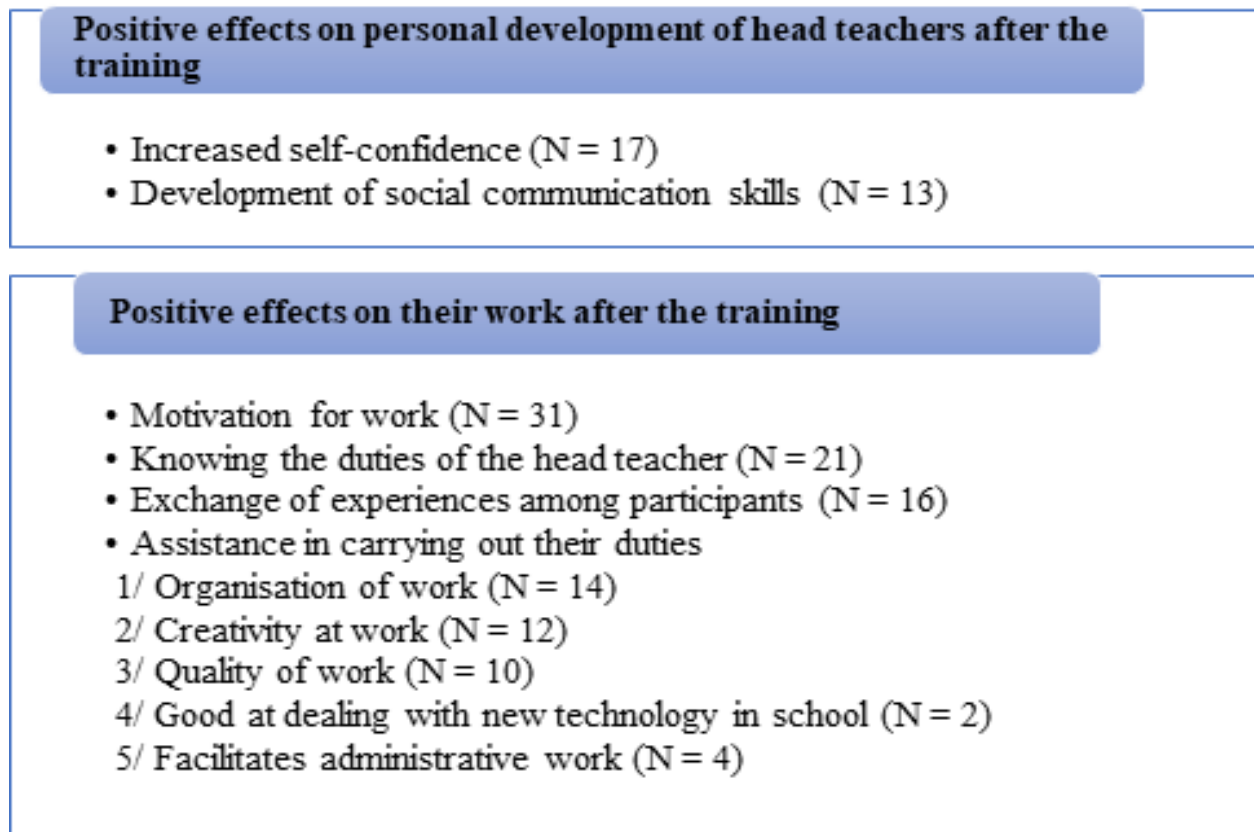 Positive effects on personal development of head teachers after the
training
• Increased self-confidence (N = 17)
• Development of social communication skills (N = 13)
Positive effects on their work after the training
• Motivation for work (N = 31)
• Knowing the duties of the head teacher (N = 21)
• Exchange of experiences among participants (N = 16)
• Assistance in carrying out their duties
1/ Organisation of work (N = 14)
2/ Creativity at work (N = 12)
3/ Quality of work (N = 10)
4/ Good at dealing with new technology in school (N = 2)
5/ Facilitates administrative work (N = 4)